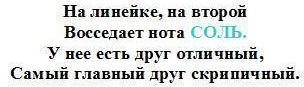 На линейке, на второй
Восседает нота СОЛЬ.
У нее есть друг отличный,
Самый главный друг скрипичный.